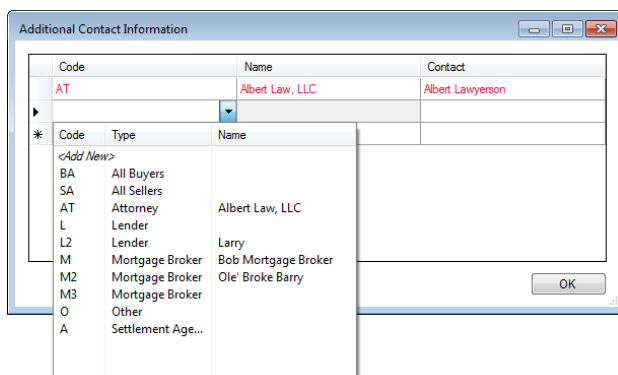 Additional Contact Information
Code Name Contact
AT Albert Law, LLC Albert Lawyerson
Code Type Name
<Add New>
BA All Buyers
SA All Sellers
AT Attorney Albert Law, LLC
L Lender
L2 Lender Larry
M Mortgage Broker Bob Mortgage Broker
M2 Mortgage Broker Ole' Broke Barry
M3 Mortgage Broker
O Other
A Settlement Age...
OK